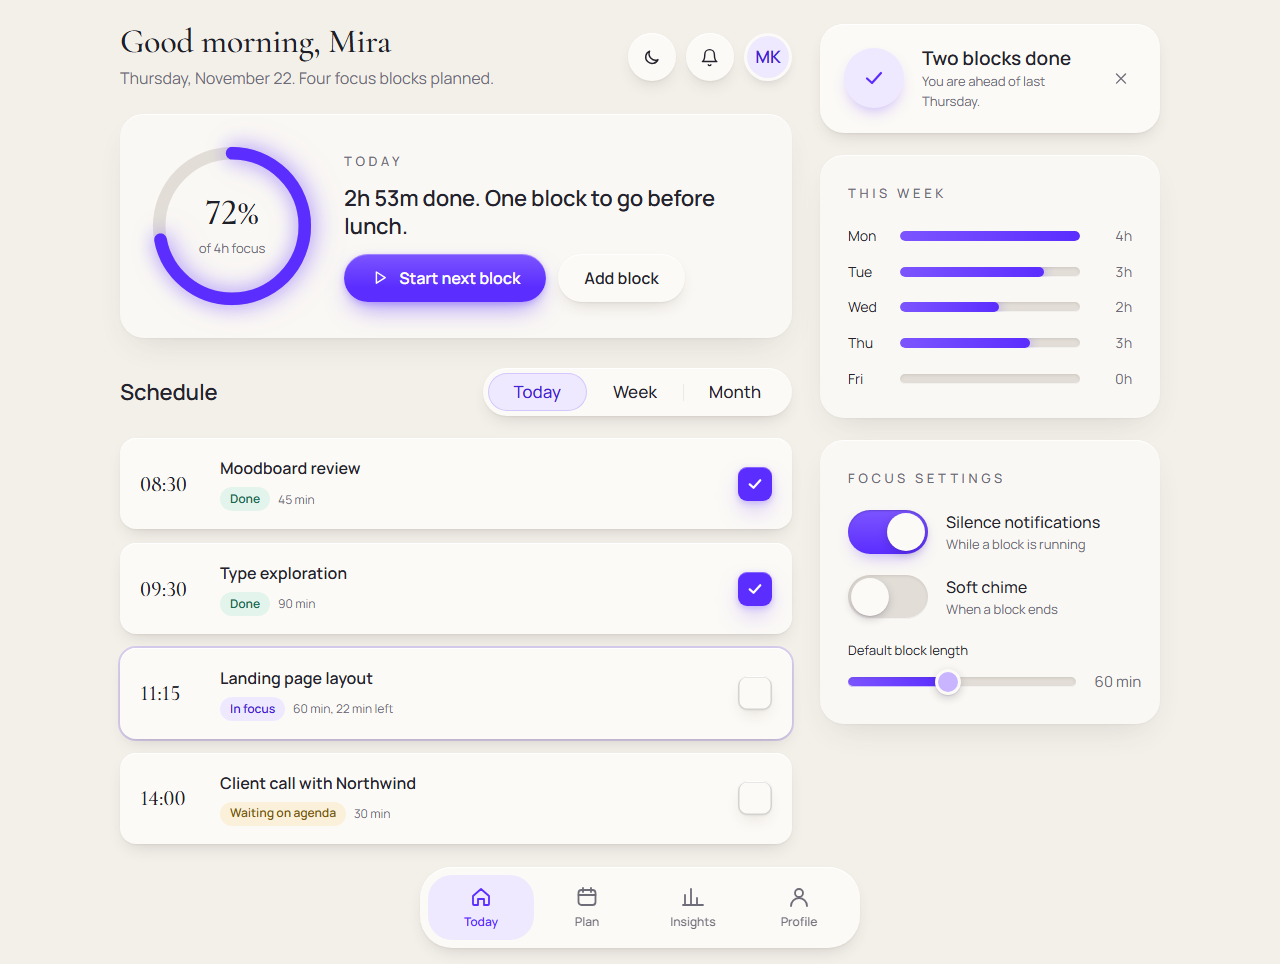 Good morning, Mira
Thursday, November 22. Four focus blocks planned.
MK
72%
of 4h focus
TODAY
2h 53m done. One block to go before
lunch.
Start next block
Add block
Schedule
Today
Week
Month
08:30
Moodboard review
Done
45 min
09:30
Type exploration
Done
90 min
11:15
Landing page layout
In focus
60 min, 22 min left
14:00
Client call with Northwind
Waiting on agenda
30 min
Two blocks done
You are ahead of last
Thursday.
THIS WEEK
Mon 4h
Tue 3h
Wed 2h
Thu 3h
Fri 0h
FOCUS SETTINGS
Silence notifications
While a block is running
Soft chime
When a block ends
Default block length
60 min
Today
Plan
Insights
Profile